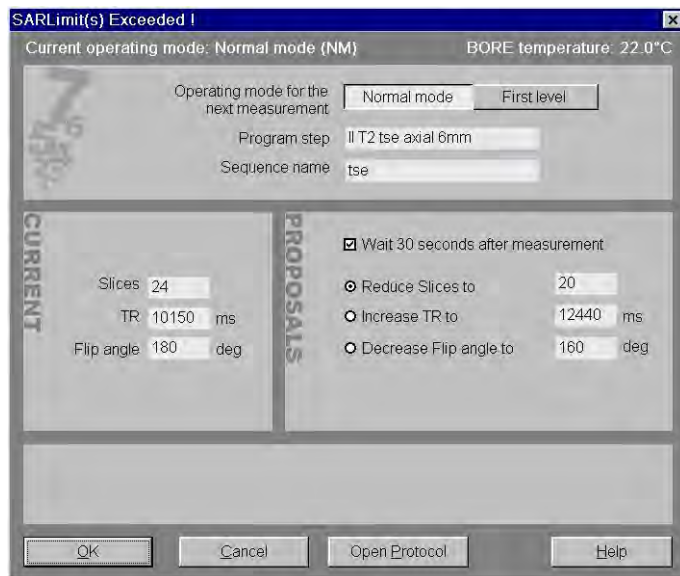 SARLimit(s) Exceeded !
Current operating mode: Normal mode (NM) BORE temperature: 22.0°C
Operating mode for the next measurement Normal mode First level
Program step II T2 tse axial 6mm
Sequence name tse
CURRENT
Slices 24
TR 10150 ms
Flip angle 180 deg
PROPOSALS
Wait 30 seconds after measurement
Reduce Slices to 20
Increase TR to 12440 ms
Decrease Flip angle to 160 deg
OK Cancel Open Protocol Help